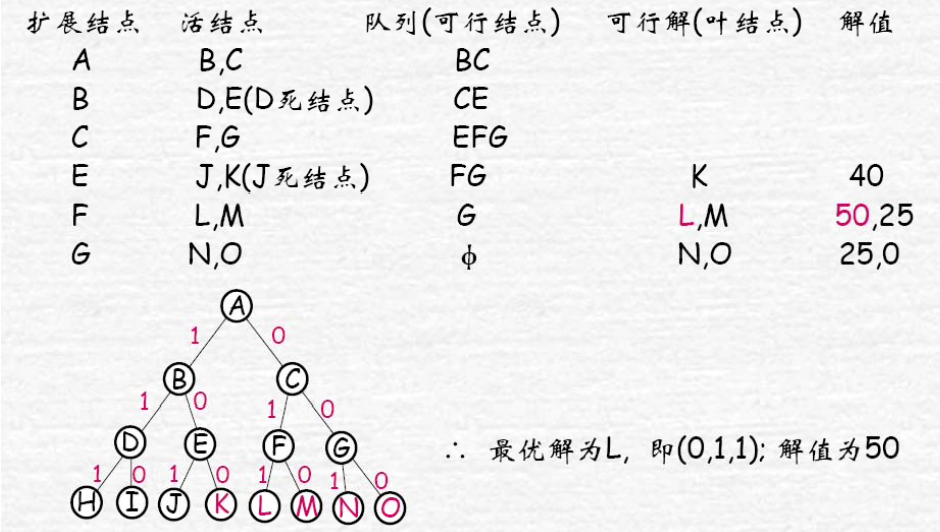 扩展结点 活结点 队列(可行结点) 可行解(叶结点) 解值
A B,C BC
B D,E(D死结点) CE
C F,G EFG
E J,K(J死结点) FG K 40
F L,M G L,M 50,25
G N,O ϕ N,O 25,0
A
1 0
B C
1 0 1 0
D E F G
∴ 最优解为L, 即(0,1,1); 解值为50
1 0 1 0 1 0 1 0
H I J K L M N O